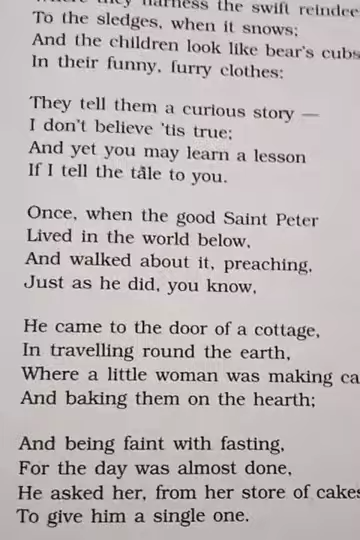 they harness the swift
To the sledges, when it snows;
And the children look like bear's cubs
In their funny, furry clothes:
They tell them a curious story —
I don't believe 'tis true;
And yet you may learn a lesson
If I tell the tale to you.
Once, when the good Saint Peter
Lived in the world below,
And walked about it, preaching,
Just as he did, you know,
He came to the door of a cottage,
In travelling round the earth,
Where a little woman was making
And baking them on the hearth;
And being faint with fasting,
For the day was almost done,
He asked her, from her store of cakes
To give him a single one.